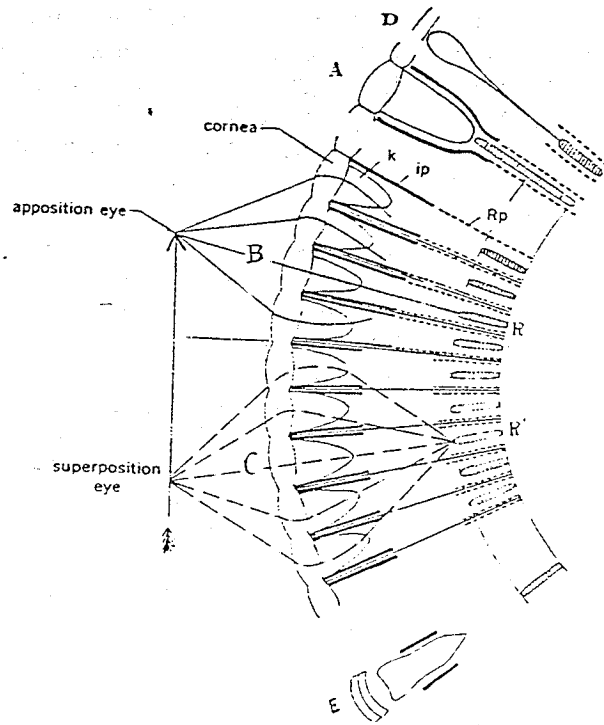 D
A
cornea
k
ip
Rp
apposition eye
B
R
R'
superposition
eye
C
E